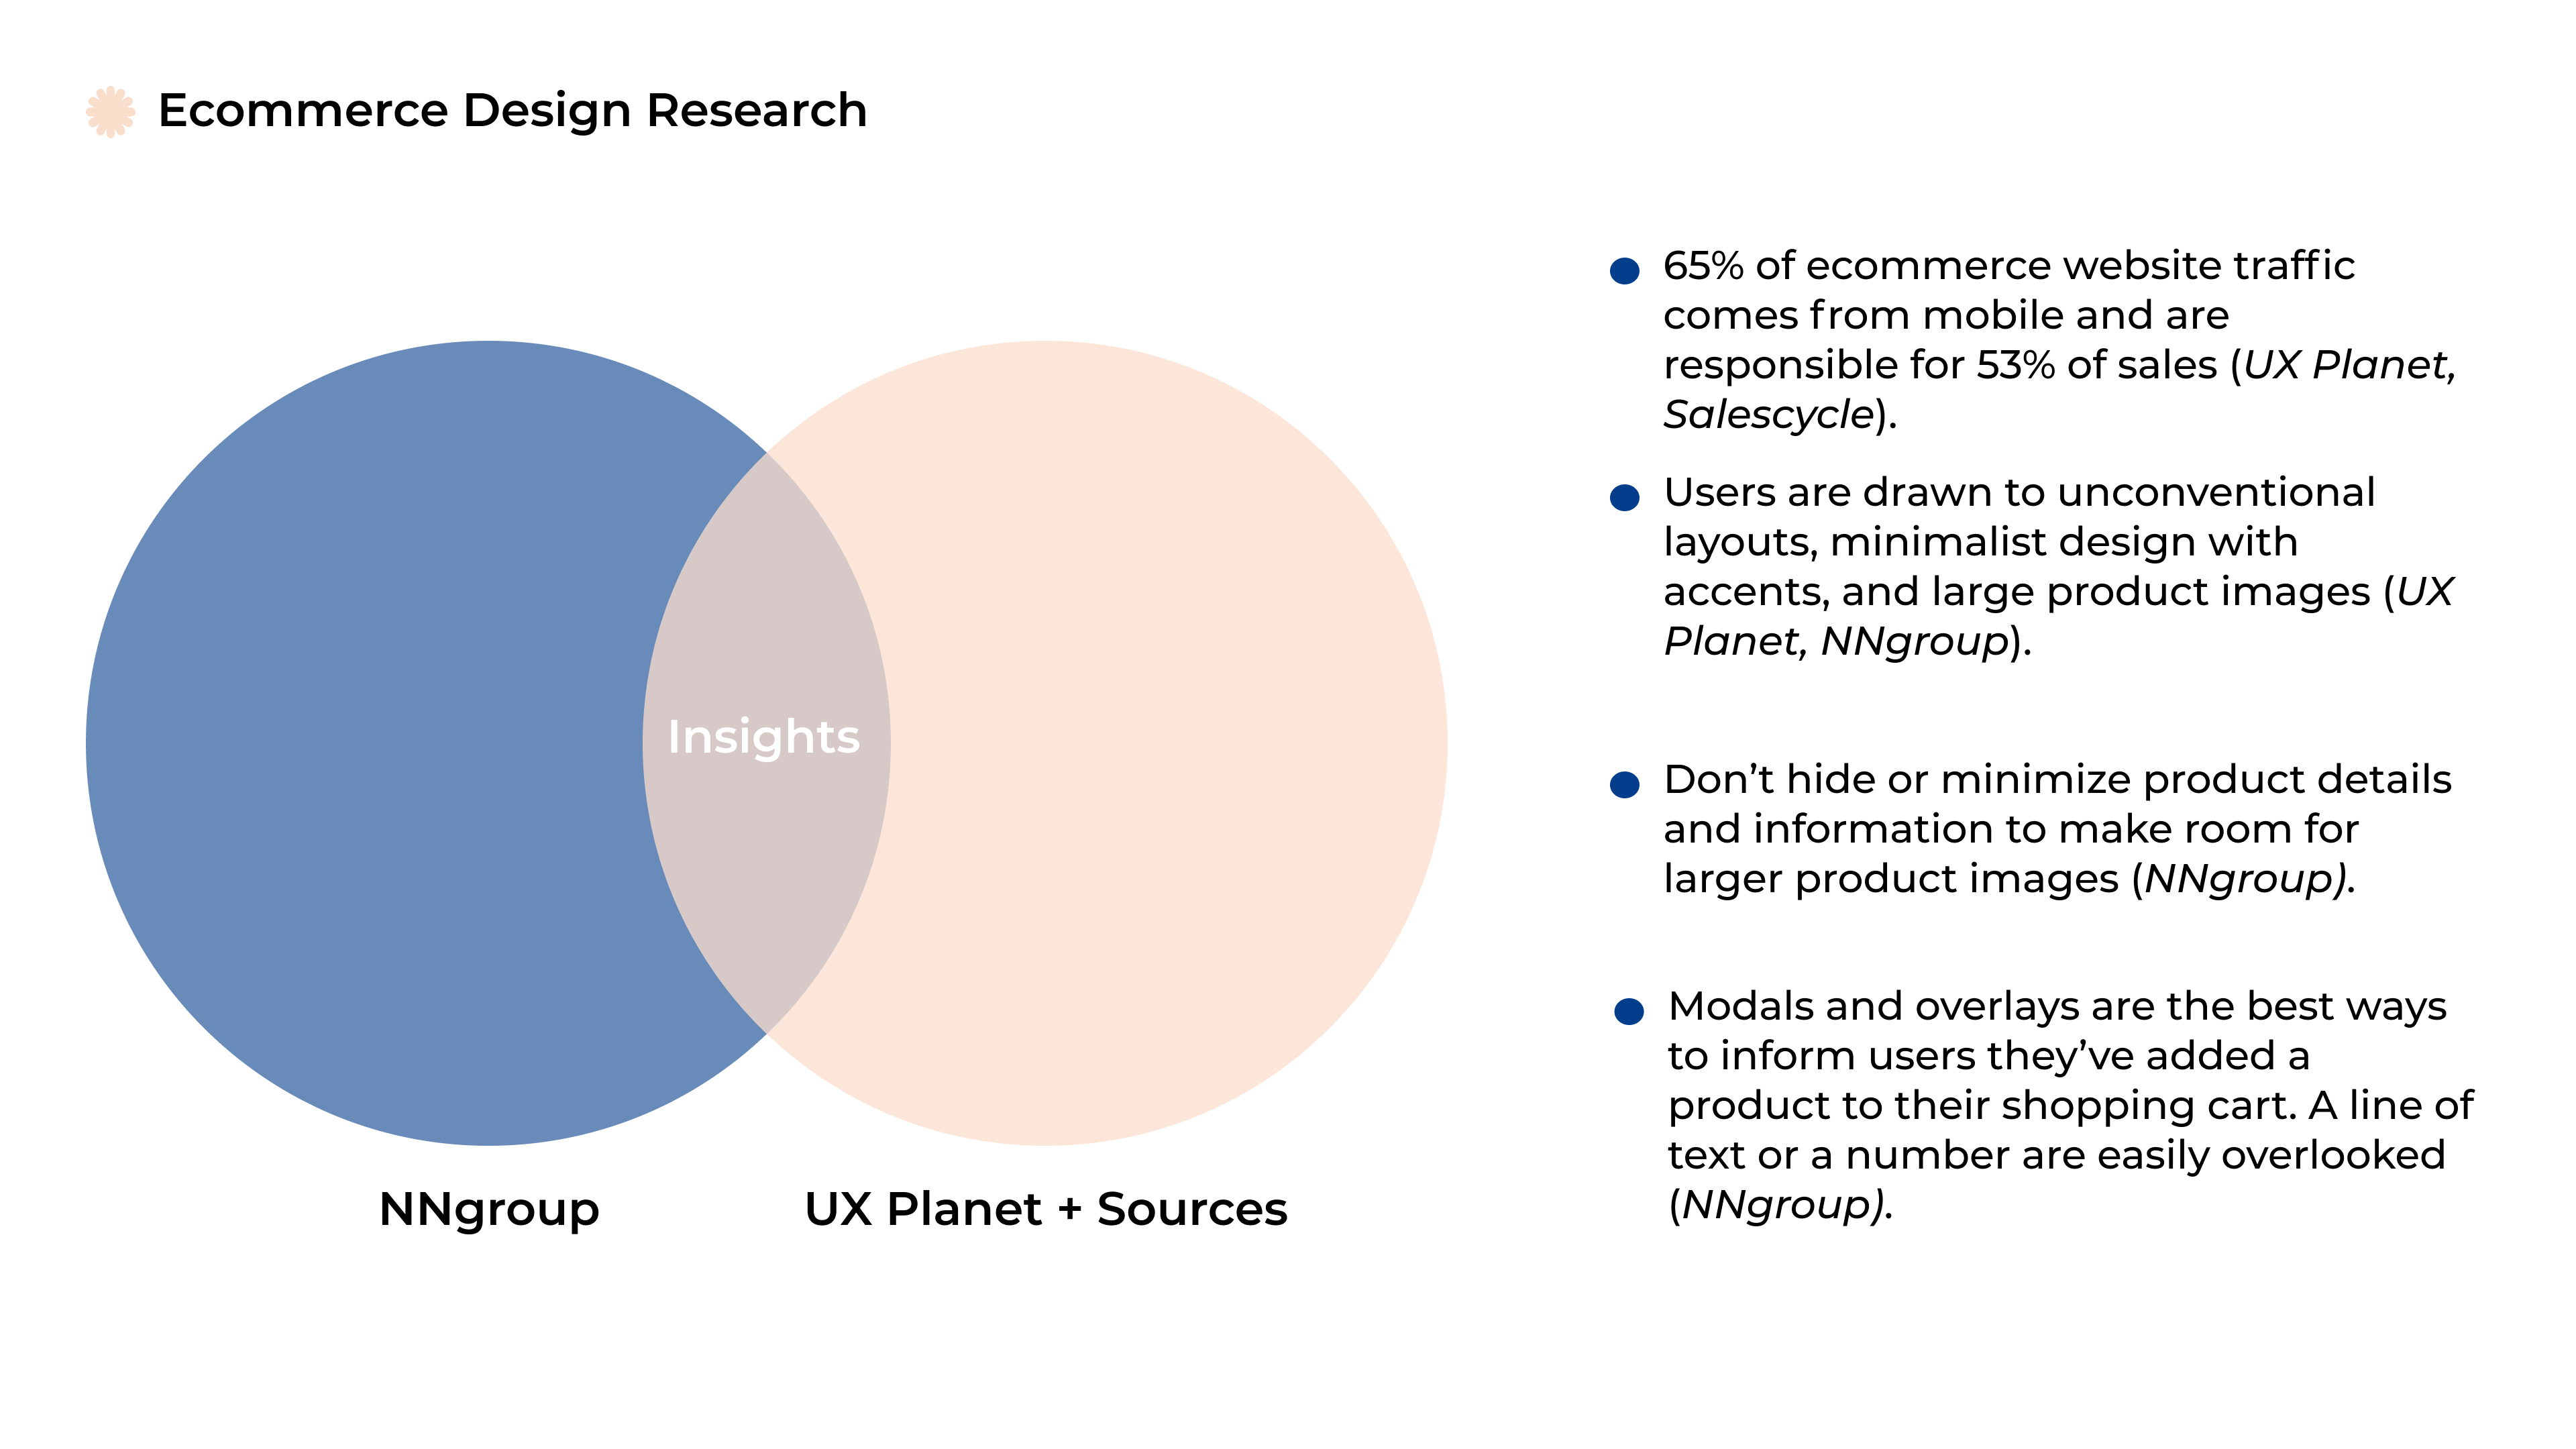 Ecommerce Design Research
Insights
NNgroup
UX Planet + Sources
65% of ecommerce website traffic
comes from mobile and are
responsible for 53% of sales (UX Planet,
Salescycle).
Users are drawn to unconventional
layouts, minimalist design with
accents, and large product images (UX
Planet, NNgroup).
Don’t hide or minimize product details
and information to make room for
larger product images (NNgroup).
Modals and overlays are the best ways
to inform users they’ve added a
product to their shopping cart. A line of
text or a number are easily overlooked
(NNgroup).